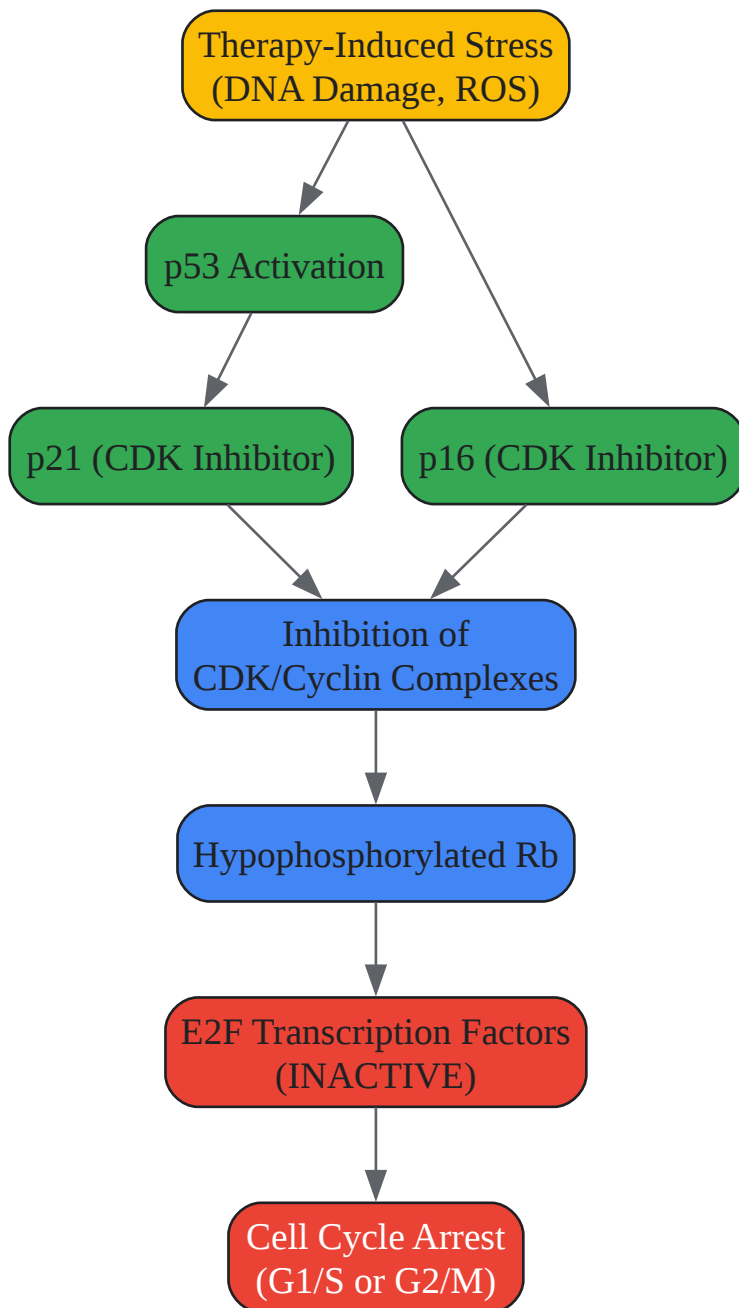 Therapy-Induced Stress
(DNA Damage, ROS)
p53 Activation
p21 (CDK Inhibitor)
p16 (CDK Inhibitor)
Inhibition of
CDK/Cyclin Complexes
Hypophosphorylated Rb
E2F Transcription Factors
(INACTIVE)
Cell Cycle Arrest
(G1/S or G2/M)